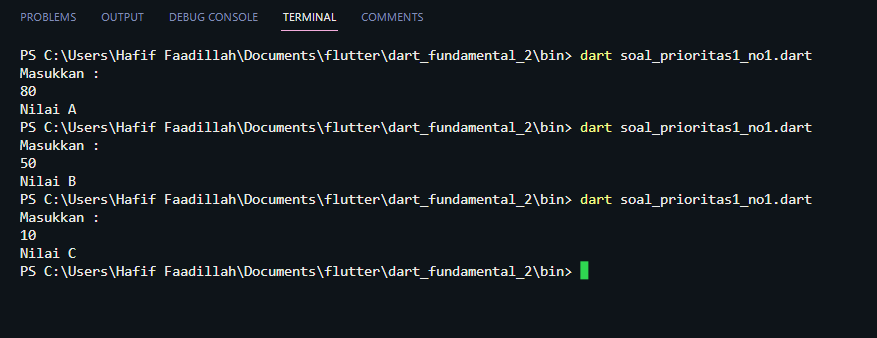 PROBLEMS OUTPUT DEBUG CONSOLE TERMINAL COMMENTS
PS C:\Users\Hafif Faadillah\Documents\flutter\dart_fundamental_2\bin> dart soal_prioritas1_no1.dart
Masukkan :
80
Nilai A
PS C:\Users\Hafif Faadillah\Documents\flutter\dart_fundamental_2\bin> dart soal_prioritas1_no1.dart
Masukkan :
50
Nilai B
PS C:\Users\Hafif Faadillah\Documents\flutter\dart_fundamental_2\bin> dart soal_prioritas1_no1.dart
Masukkan :
10
Nilai C
PS C:\Users\Hafif Faadillah\Documents\flutter\dart_fundamental_2\bin>